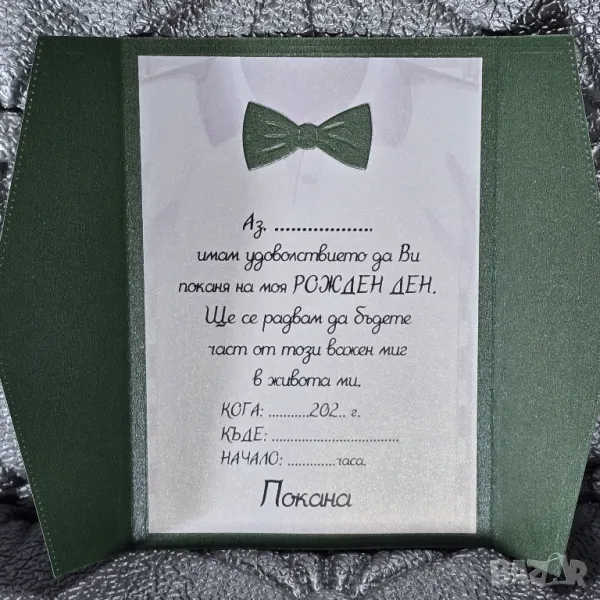 Аз, ......................
имам удоволствието да Ви
поканя на моя РОЖДЕН ДЕН.
Ще се радвам да бъдете
част от този важен миг
в живота ми.
КОГА: ...........202.. г.
КЪДЕ: ..................................
НАЧАЛО: .............часа.
Покана
BAZAR